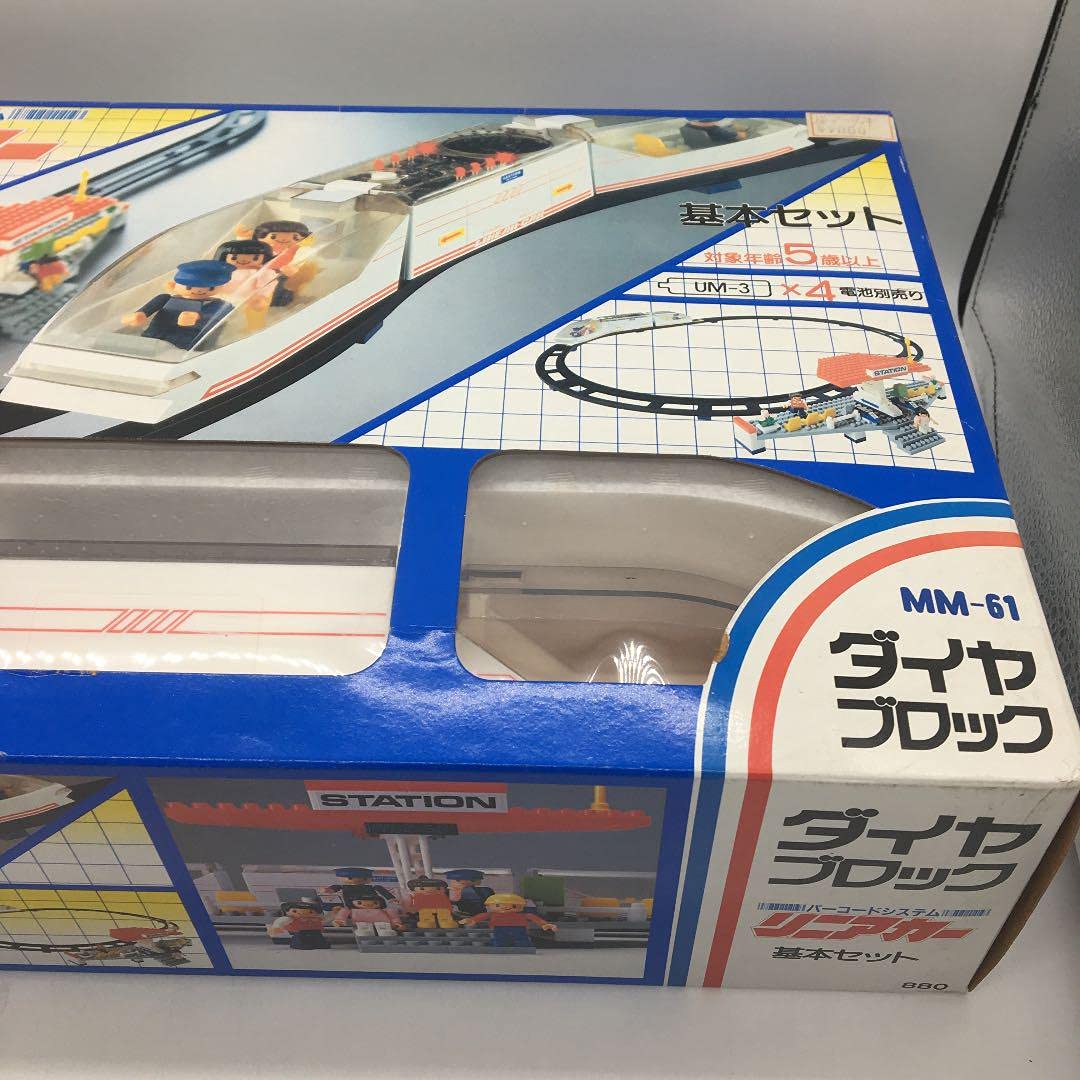 基本セット
対象年齢5歳以上
UM-3 ×4 電池別売り
STATION
MM-61
ダイヤ
ブロック
STATION
ダイヤ
ブロック
バーコードシステム
リニアカー
基本セット
880